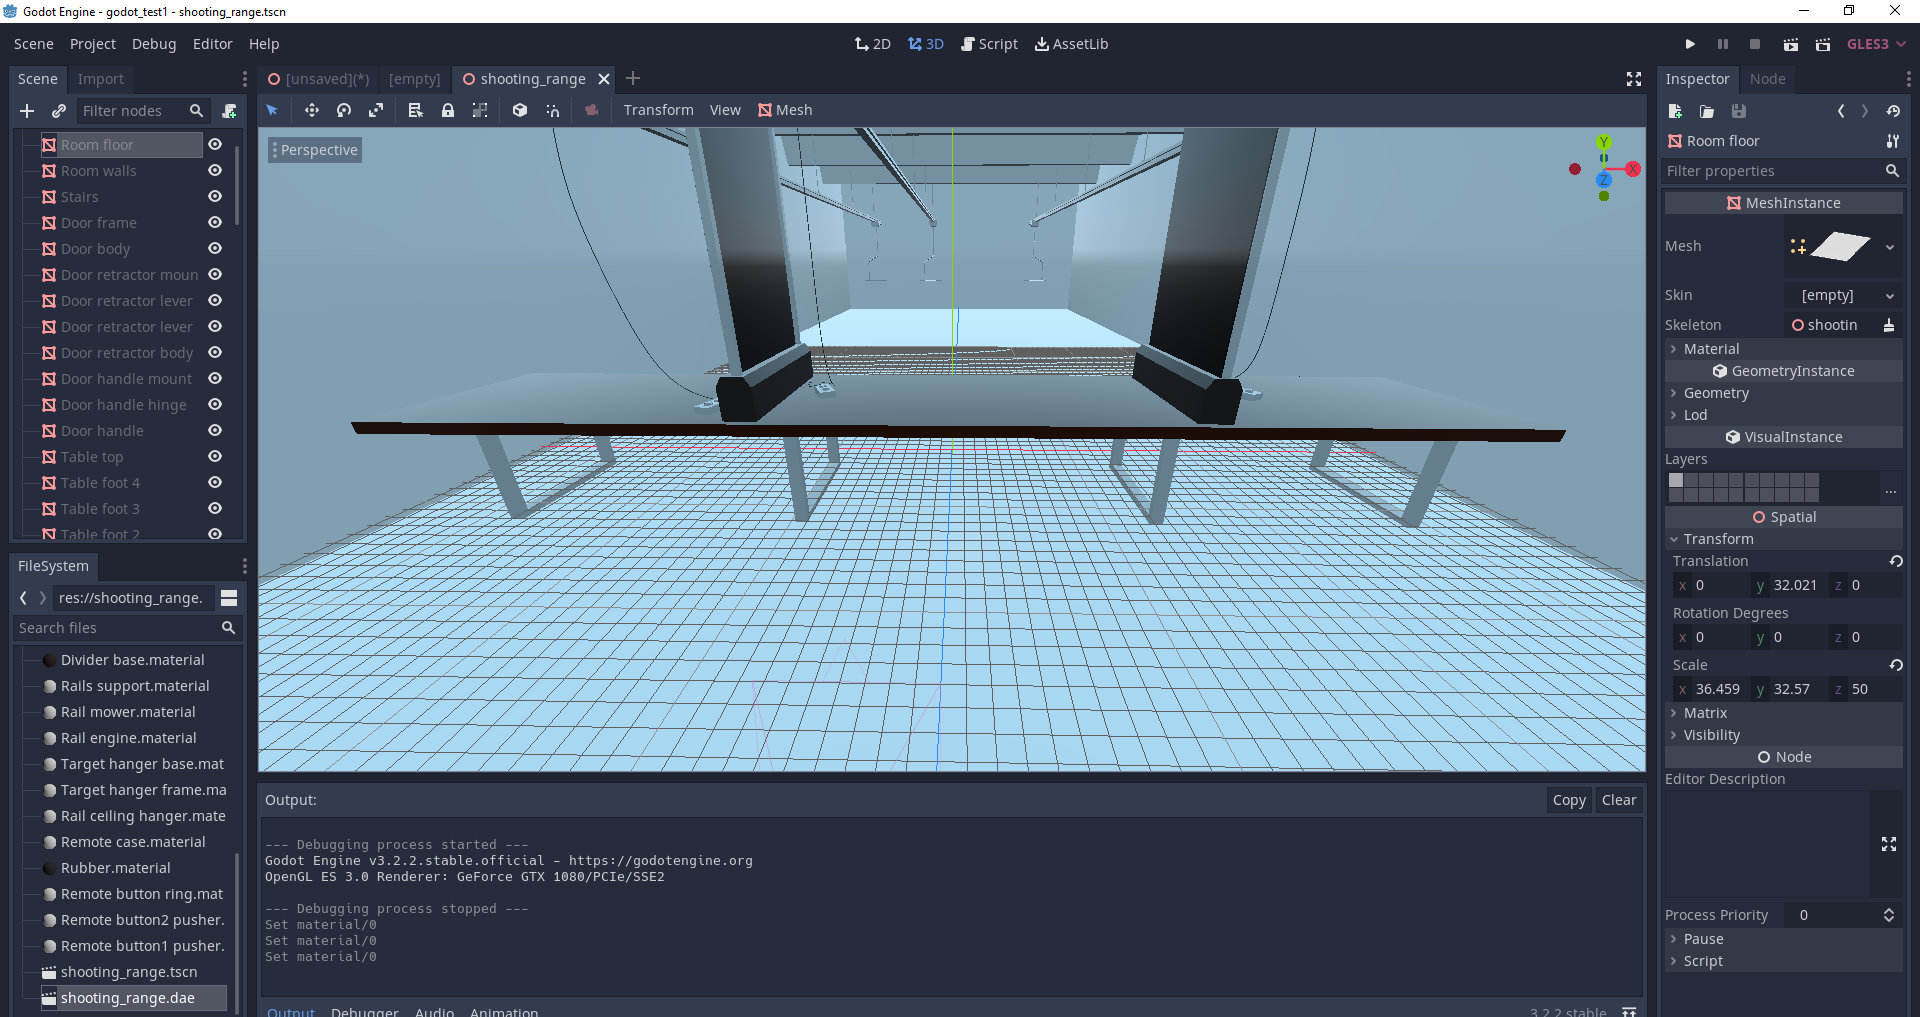 Godot Engine - godot_test1 - shooting_range.tscn
Scene Project Debug Editor Help
2D 3D Script AssetLib
GLES3
Scene Import
[unsaved](*) [empty] shooting_range
Inspector Node
Filter nodes
Transform View Mesh
Room floor
Room walls
Stairs
Door frame
Door body
Door retractor moun
Door retractor lever
Door retractor lever
Door retractor body
Door handle mount
Door handle hinge
Door handle
Table top
Table foot 4
Table foot 3
Table foot 2
FileSystem
res://shooting_range.
Search files
Divider base.material
Rails support.material
Rail mower.material
Rail engine.material
Target hanger base.mat
Target hanger frame.ma
Rail ceiling hanger.mate
Remote case.material
Rubber.material
Remote button ring.mat
Remote button2 pusher.
Remote button1 pusher.
shooting_range.tscn
shooting_range.dae
Perspective
Y
X
Z
Output:
Copy Clear
--- Debugging process started ---
Godot Engine v3.2.2.stable.official - https://godotengine.org
OpenGL ES 3.0 Renderer: GeForce GTX 1080/PCIe/SSE2
--- Debugging process stopped ---
Set material/0
Set material/0
Set material/0
Output Debugger Audio Animation
3.2.2.stable
Room floor
Filter properties
MeshInstance
Mesh
Skin [empty]
Skeleton shootin
Material
GeometryInstance
Geometry
Lod
VisualInstance
Layers
...
Spatial
Transform
Translation
x 0 y 32.021 z 0
Rotation Degrees
x 0 y 0 z 0
Scale
x 36.459 y 32.57 z 50
Matrix
Visibility
Node
Editor Description
Process Priority 0
Pause
Script